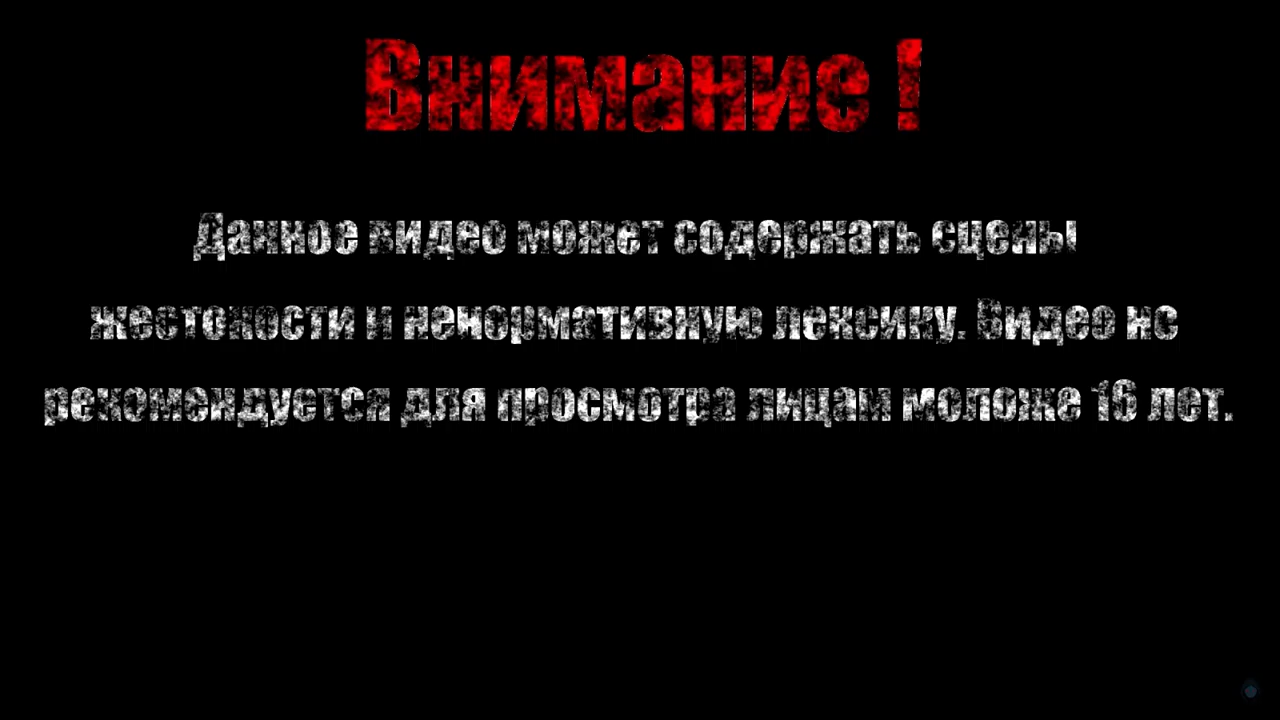 Внимание !
Данное видео может содержать сцены
жестокости и ненормативную лексику. Видео не
рекомендуется для просмотра лицам моложе 16 лет.